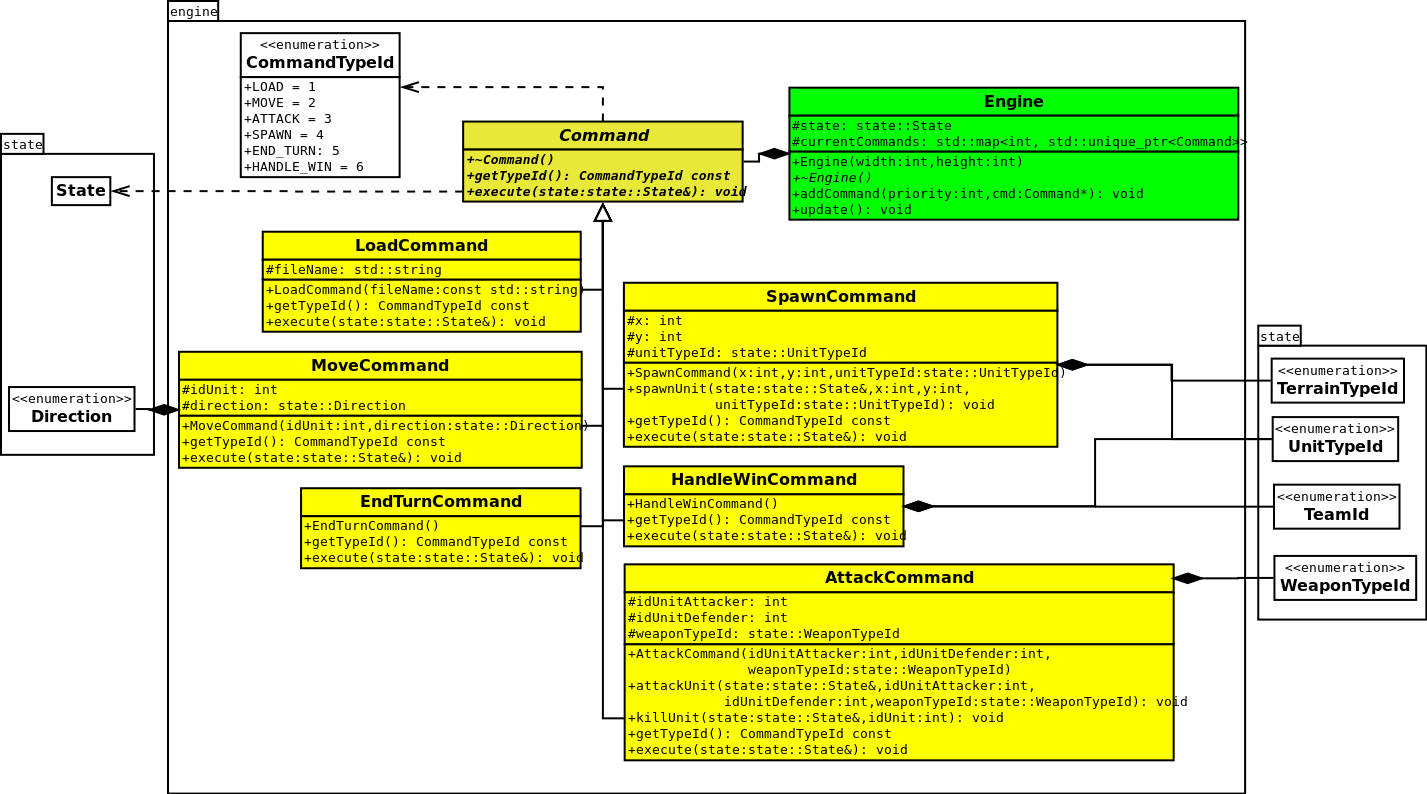 engine
<<enumeration>>
CommandTypeId
+LOAD = 1
+MOVE = 2
+ATTACK = 3
+SPAWN = 4
+END_TURN: 5
+HANDLE_WIN = 6
Command
+~Command()
+getTypeId(): CommandTypeId const
+execute(state:state::State&): void
Engine
#state: state::State
#currentCommands: std::map<int, std::unique_ptr<Command>>
+Engine(width:int,height:int)
+~Engine()
+addCommand(priority:int,cmd:Command*): void
+update(): void
state
State
<<enumeration>>
Direction
LoadCommand
#fileName: std::string
+LoadCommand(fileName:const std::string)
+getTypeId(): CommandTypeId const
+execute(state:state::State&): void
MoveCommand
#idUnit: int
#direction: state::Direction
+MoveCommand(idUnit:int,direction:state::Direction)
+getTypeId(): CommandTypeId const
+execute(state:state::State&): void
EndTurnCommand
+EndTurnCommand()
+getTypeId(): CommandTypeId const
+execute(state:state::State&): void
SpawnCommand
#x: int
#y: int
#unitTypeId: state::UnitTypeId
+SpawnCommand(x:int,y:int,unitTypeId:state::UnitTypeId)
+spawnUnit(state:state::State&,x:int,y:int,
unitTypeId:state::UnitTypeId): void
+getTypeId(): CommandTypeId const
+execute(state:state::State&): void
HandleWinCommand
+HandleWinCommand()
+getTypeId(): CommandTypeId const
+execute(state:state::State&): void
AttackCommand
#idUnitAttacker: int
#idUnitDefender: int
#weaponTypeId: state::WeaponTypeId
+AttackCommand(idUnitAttacker:int,idUnitDefender:int,
weaponTypeId:state::WeaponTypeId)
+attackUnit(state:state::State&,idUnitAttacker:int,
idUnitDefender:int,weaponTypeId:state::WeaponTypeId): void
+killUnit(state:state::State&,idUnit:int): void
+getTypeId(): CommandTypeId const
+execute(state:state::State&): void
state
<<enumeration>>
TerrainTypeId
<<enumeration>>
UnitTypeId
<<enumeration>>
TeamId
<<enumeration>>
WeaponTypeId